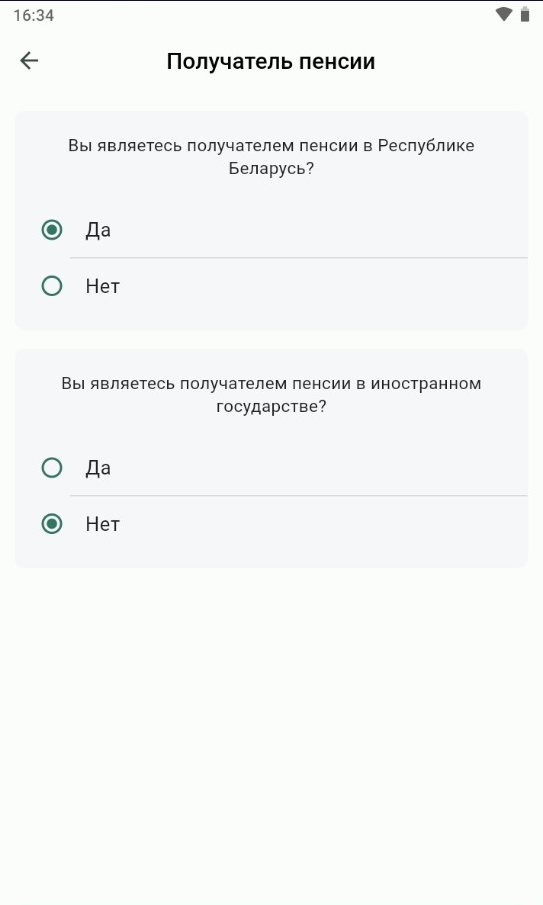 16:34
Получатель пенсии
Вы являетесь получателем пенсии в Республике
Беларусь?
Да
Нет
Вы являетесь получателем пенсии в иностранном
государстве?
Да
Нет